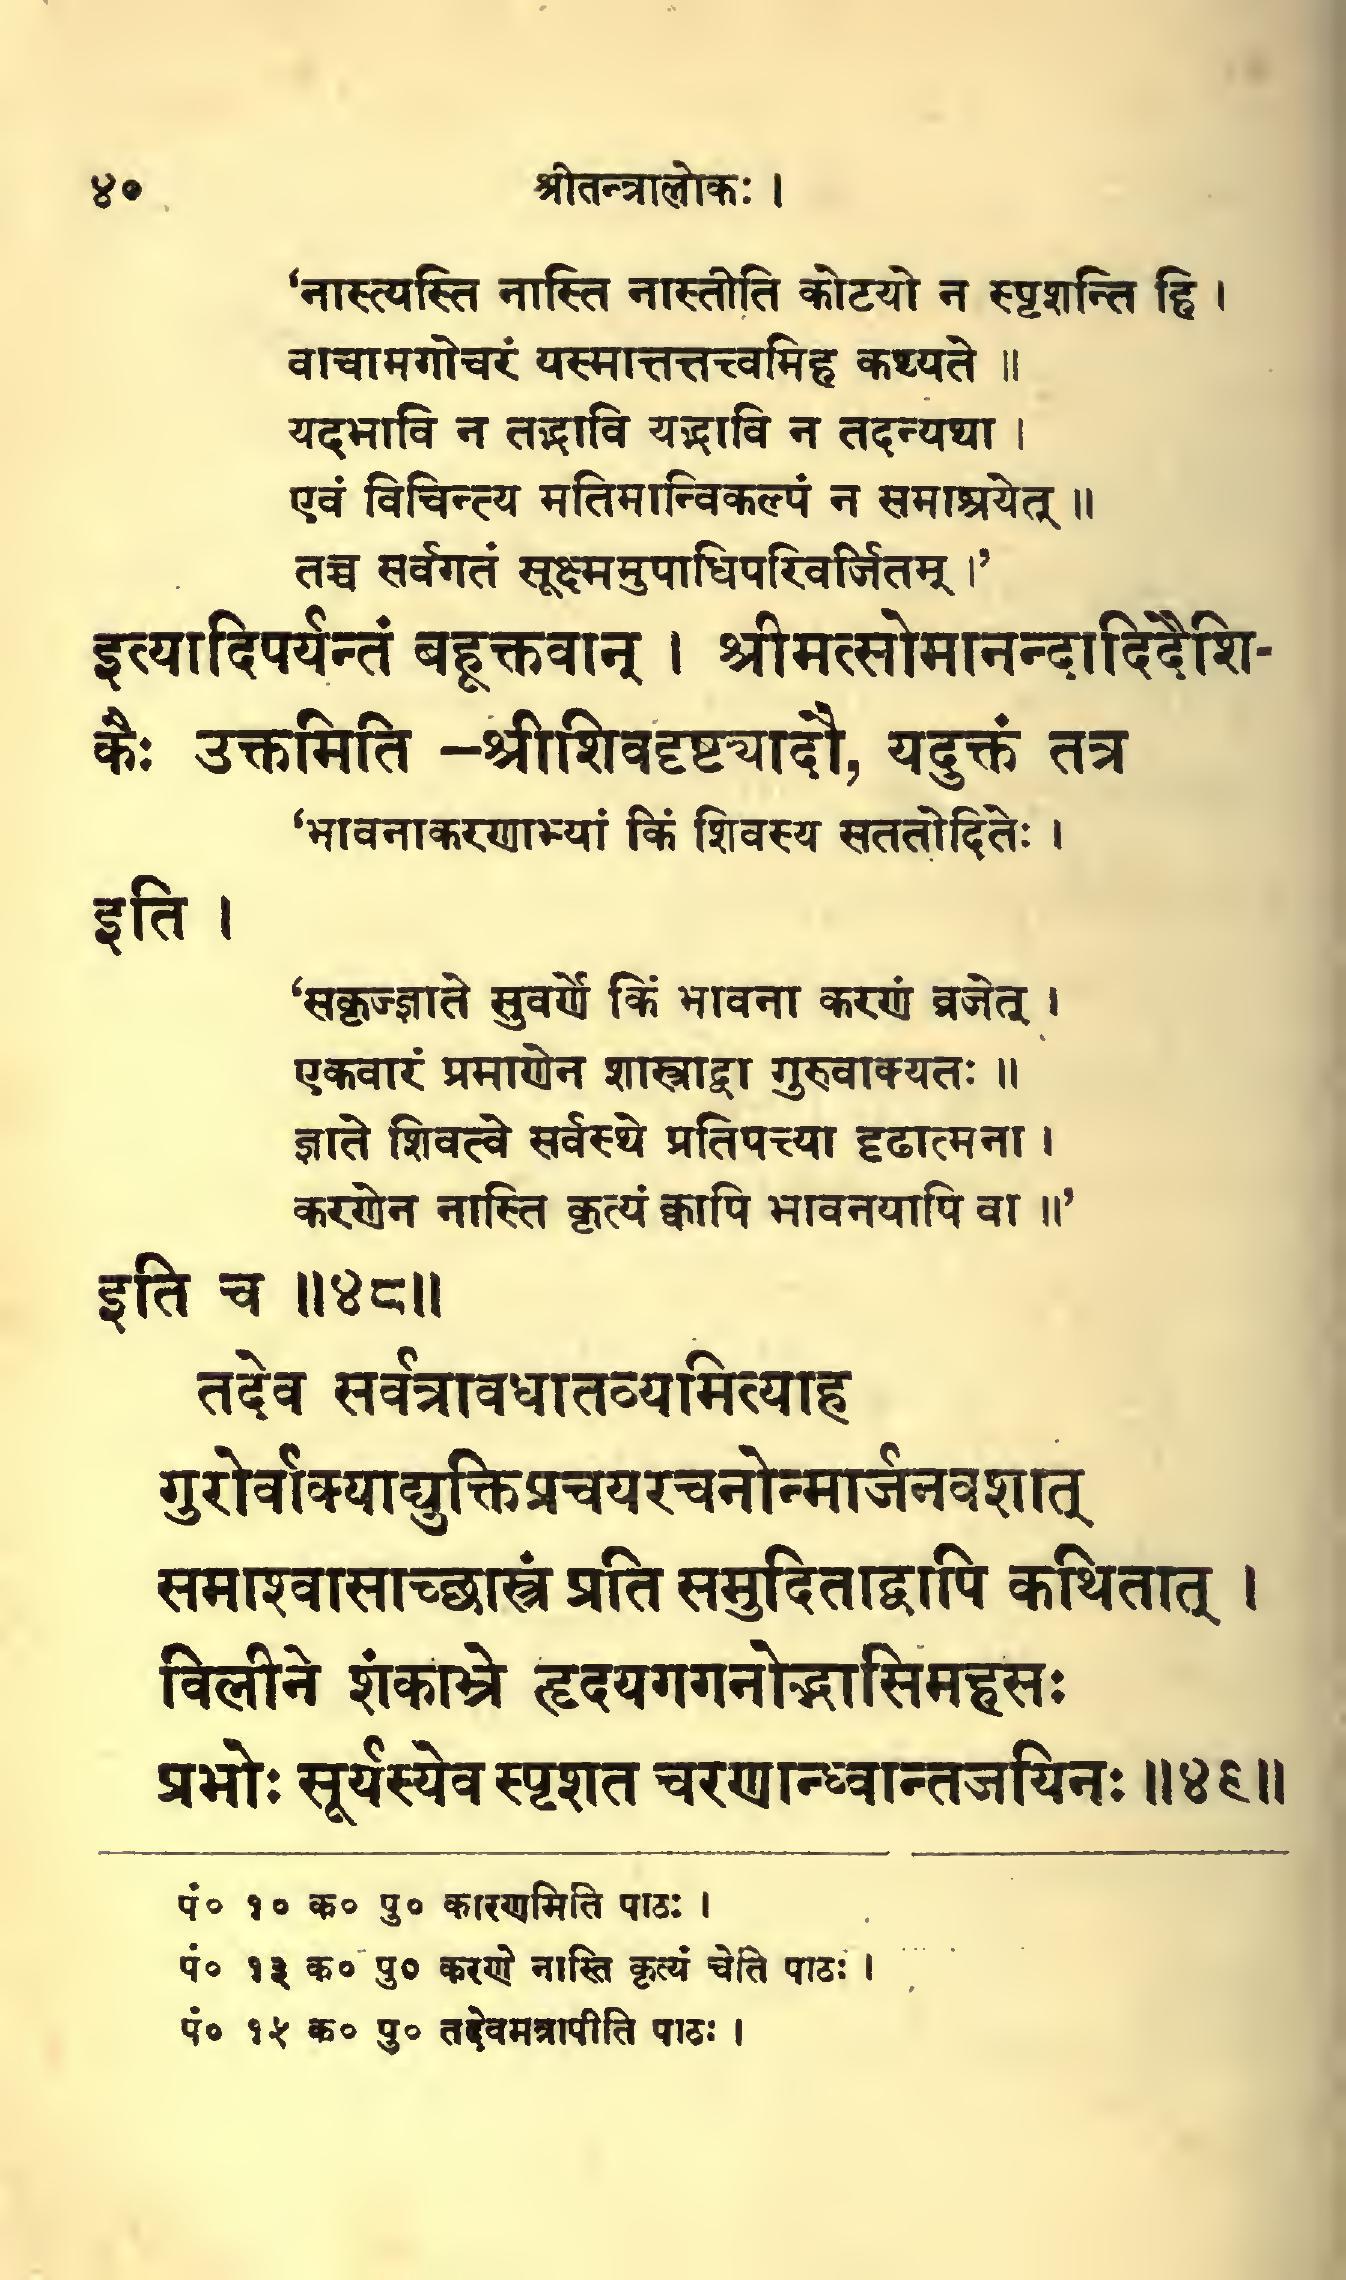 ४० श्रीतन्त्रालोकः ।
‘नास्त्यस्ति नास्ति नास्तीति कोटयो न स्पृशन्ति हि ।
वाचामगोचरं यस्मात्तत्तत्त्वमिह कथ्यते ॥
यदभावि न तद्भावि यद्भावि न तदन्यथा ।
एवं विचिन्त्य मतिमान्विकल्पं न समाश्रयेत् ॥
तच्च सर्वगतं सूक्ष्ममुपाधिपरिवर्जितम् ।’
इत्यादिपर्यन्तं बहूक्तवान् । श्रीमत्सोमानन्दादिदैशि-
कैः उक्तमिति –श्रीशिवदृष्ट्यादौ, यदुक्तं तत्र
‘भावनाकरणाभ्यां किं शिवस्य सततोदितेः ।
इति ।
‘सकृज्ज्ञाते सुवर्णे किं भावना करणं व्रजेत् ।
एकवारं प्रमाणेन शास्त्राद्वा गुरुवाक्यतः ॥
ज्ञाते शिवत्वे सर्वस्थे प्रतिपत्त्या दृढात्मना ।
करणेन नास्ति कृत्यं क्वापि भावनयापि वा ॥’
इति च ॥४८॥
तदेव सर्वत्रावधातव्यमित्याह
गुरोर्वाक्याद्युक्तिप्रचयरचनोन्मार्जनवशात्
समाश्वासाच्छास्त्रं प्रति समुदिताद्वापि कथितात् ।
विलीने शंकाभ्रे हृदयगगनोद्भासिमहसः
प्रभोः सूर्यस्येव स्पृशत चरणान्ध्वान्तजयिनः ॥४९॥
पं० १० क० पु० कारणमिति पाठः ।
पं० १३ क० पु० करणे नास्ति कृत्यं चेति पाठः ।
पं० १५ क० पु० तदेवमत्रापीति पाठः ।